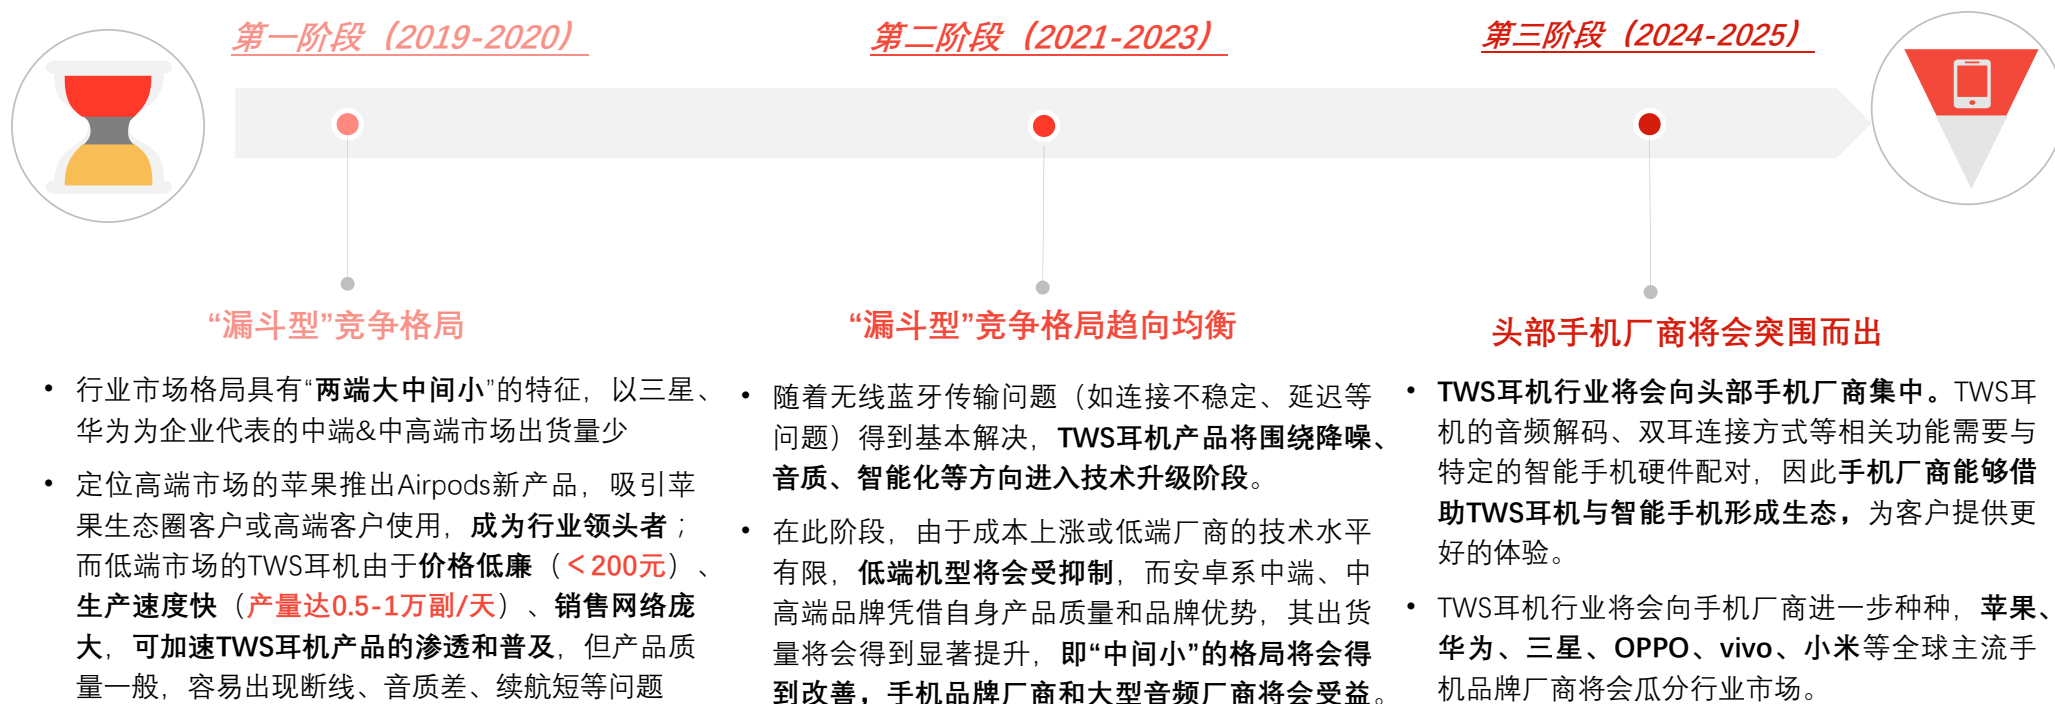 第一阶段（2019-2020）
“漏斗型”竞争格局
• 行业市场格局具有“两端大中间小”的特征，以三星、
华为为企业代表的中端&中高端市场出货量少
• 定位高端市场的苹果推出Airpods新产品，吸引苹
果生态圈客户或高端客户使用，成为行业领头者；
而低端市场的TWS耳机由于价格低廉（＜200元）、
生产速度快（产量达0.5-1万副/天）、销售网络庞
大，可加速TWS耳机产品的渗透和普及，但产品质
量一般，容易出现断线、音质差、续航短等问题
第二阶段（2021-2023）
“漏斗型”竞争格局趋向均衡
• 随着无线蓝牙传输问题（如连接不稳定、延迟等
问题）得到基本解决，TWS耳机产品将围绕降噪、
音质、智能化等方向进入技术升级阶段。
• 在此阶段，由于成本上涨或低端厂商的技术水平
有限，低端机型将会受抑制，而安卓系中端、中
高端品牌凭借自身产品质量和品牌优势，其出货
量将会得到显著提升，即“中间小”的格局将会得
到改善，手机品牌厂商和大型音频厂商将会受益。
第三阶段（2024-2025）
头部手机厂商将会突围而出
• TWS耳机行业将会向头部手机厂商集中。TWS耳
机的音频解码、双耳连接方式等相关功能需要与
特定的智能手机硬件配对，因此手机厂商能够借
助TWS耳机与智能手机形成生态，为客户提供更
好的体验。
• TWS耳机行业将会向手机厂商进一步种种，苹果、
华为、三星、OPPO、vivo、小米等全球主流手
机品牌厂商将会瓜分行业市场。